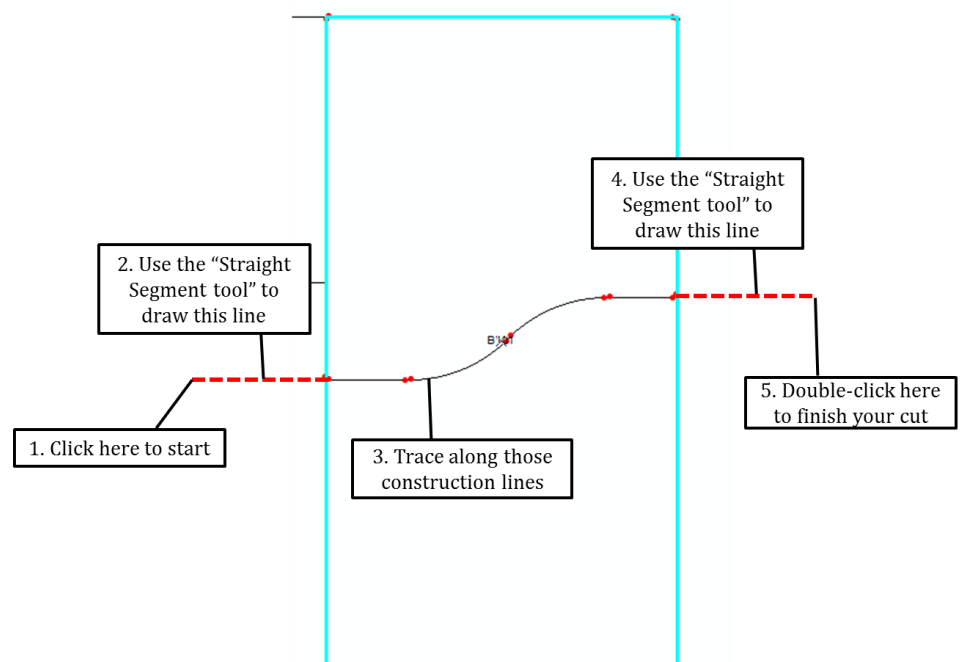 4. Use the “Straight
Segment tool” to
draw this line
2. Use the “Straight
Segment tool” to
draw this line
1. Click here to start
3. Trace along those
construction lines
5. Double-click here
to finish your cut